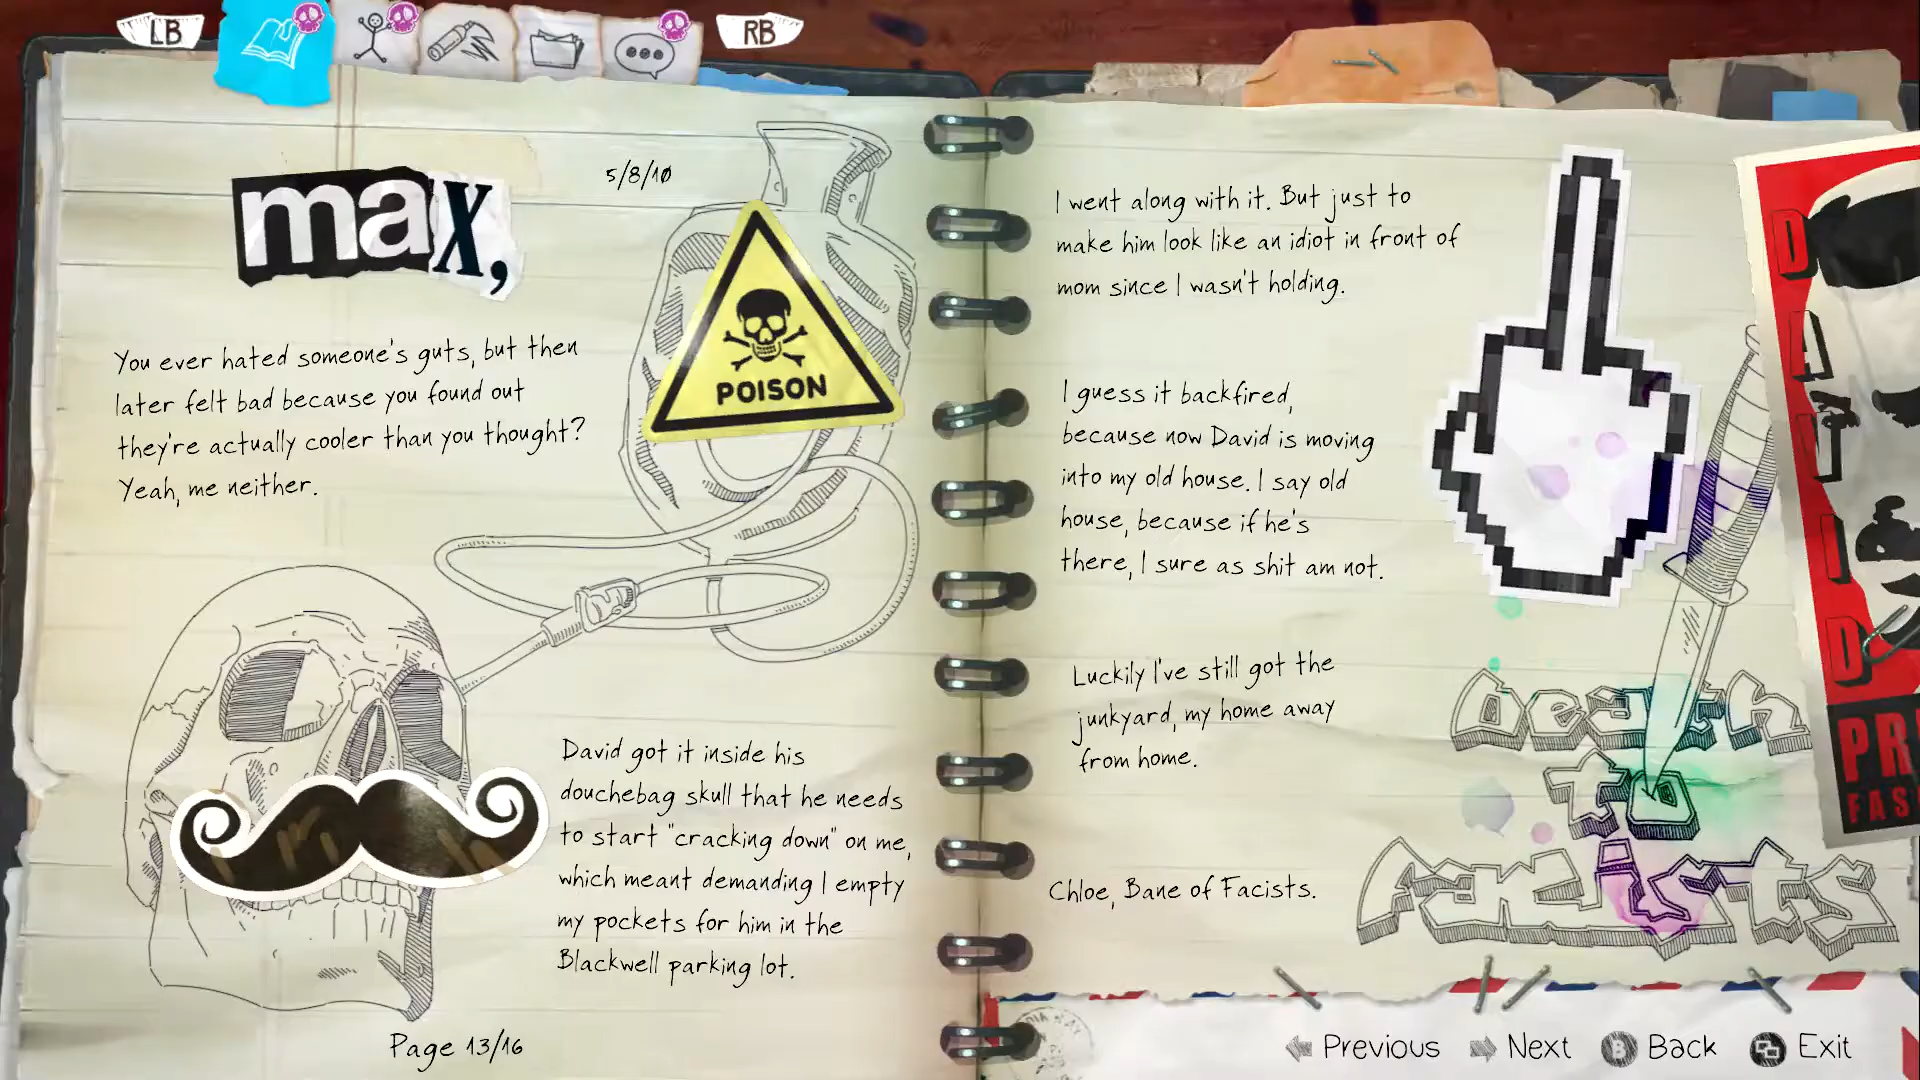 LB
RB
max,
5/8/10
POISON
You ever hated someone's guts, but then
later felt bad because you found out
they're actually cooler than you thought?
Yeah, me neither.
David got it inside his
douchebag skull that he needs
to start "cracking down" on me,
which meant demanding I empty
my pockets for him in the
Blackwell parking lot.
Page 13/16
I went along with it. But just to
make him look like an idiot in front of
mom since I wasn't holding.
I guess it backfired,
because now David is moving
into my old house. I say old
house, because if he's
there, I sure as shit am not.
Luckily I've still got the
junkyard, my home away
from home.
Chloe, Bane of Facists.
Death
to
DAVID
PR
FAS
Previous
Next
B
Back
Exit